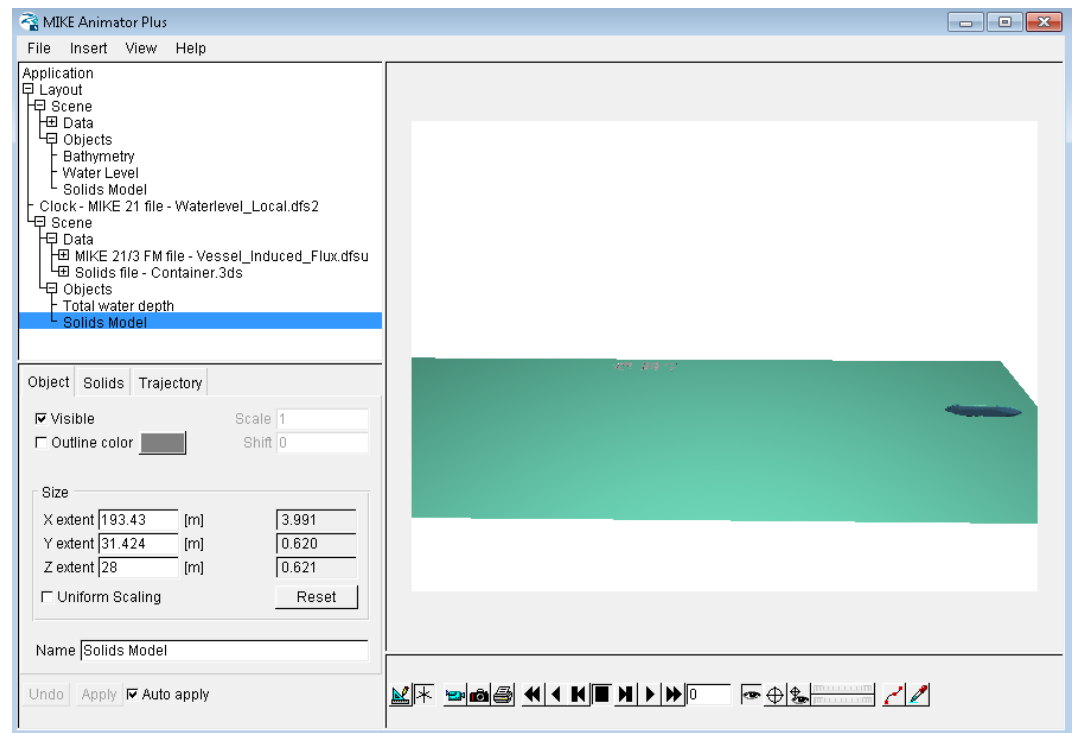 MIKE Animator Plus
File Insert View Help
Application
Layout
Scene
Data
Objects
Bathymetry
Water Level
Solids Model
Clock - MIKE 21 file - Waterlevel_Local.dfs2
Scene
Data
MIKE 21/3 FM file - Vessel_Induced_Flux.dfsu
Solids file - Container.3ds
Objects
Total water depth
Solids Model
Object Solids Trajectory
Visible Scale 1
Outline color Shift 0
Size
X extent 193.43 [m] 3.991
Y extent 31.424 [m] 0.620
Z extent 28 [m] 0.621
Uniform Scaling Reset
Name Solids Model
Undo Apply Auto apply
0